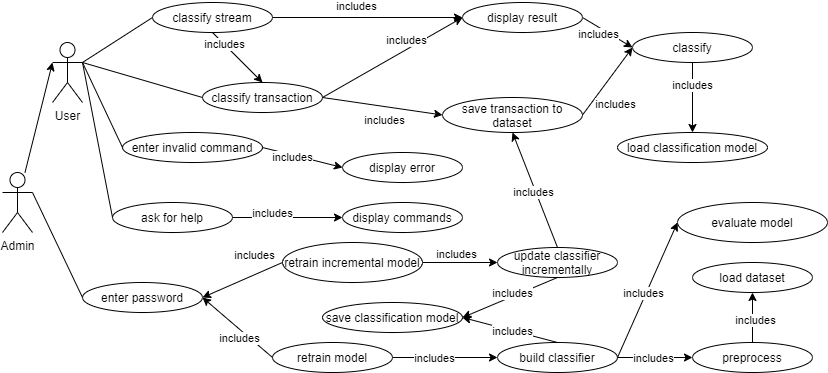 classify stream
includes
display result
includes
includes
includes
classify
User
classify transaction
includes
includes
includes
save transaction to
dataset
enter invalid command
includes
display error
load classification model
Admin
includes
ask for help
includes
display commands
evaluate model
includes
includes
retrain incremental model
update classifier
incrementally
load dataset
enter password
includes
includes
save classification model
includes
includes
includes
retrain model
includes
build classifier
includes
preprocess